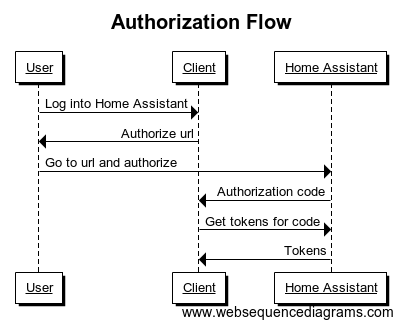 Authorization Flow
User
Client
Home Assistant
Log into Home Assistant
Authorize url
Go to url and authorize
Authorization code
Get tokens for code
Tokens
User
Client
Home Assistant
www.websequencediagrams.com